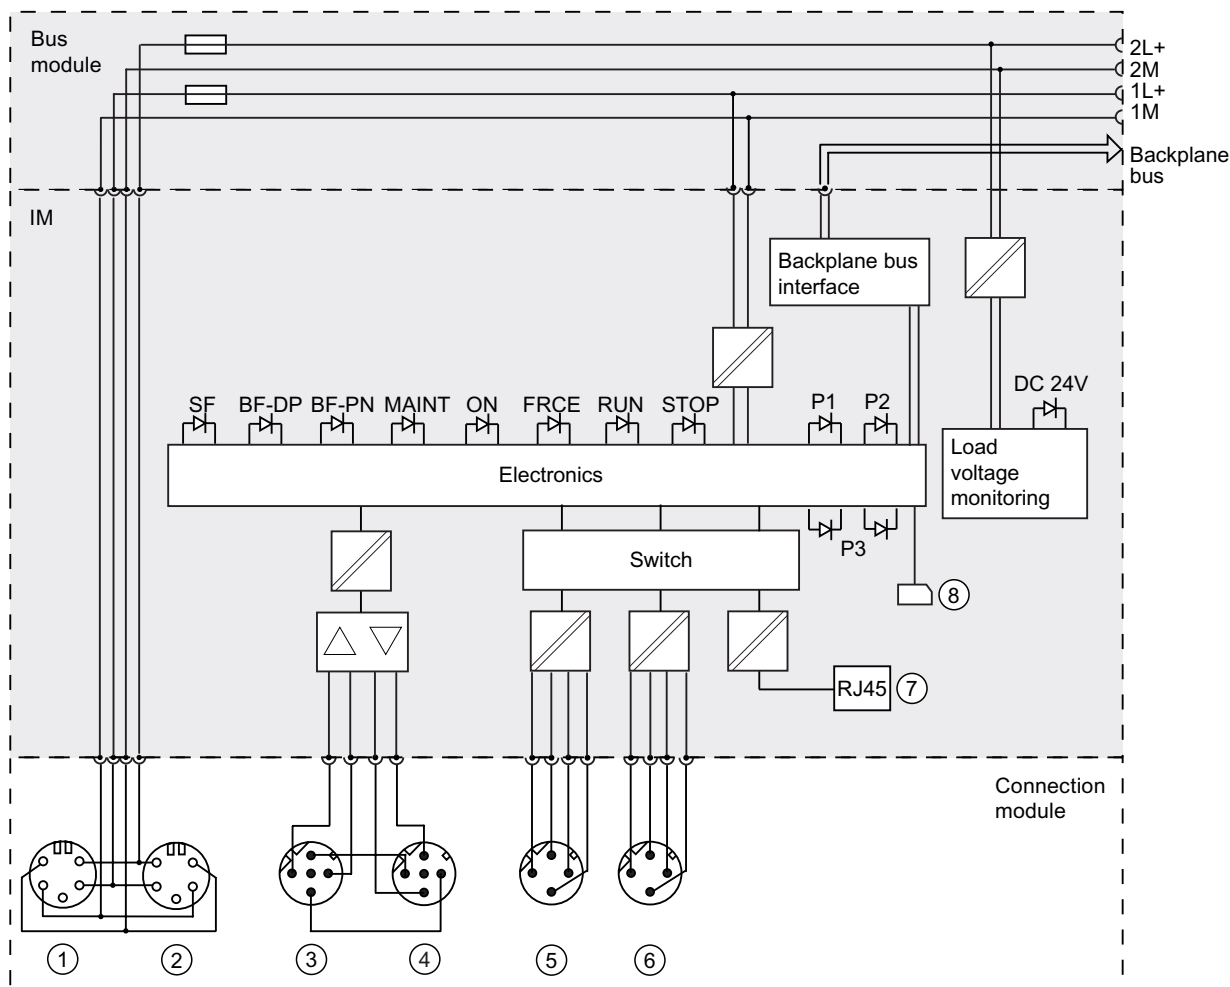 Bus
module
2L+
2M
1L+
1M
Backplane
bus
IM
Backplane bus
interface
DC 24V
SF BF-DP BF-PN MAINT ON FRCE RUN STOP P1 P2
Load
voltage
monitoring
Electronics
P3
Switch
8
RJ45 7
Connection
module
1 2 3 4 5 6